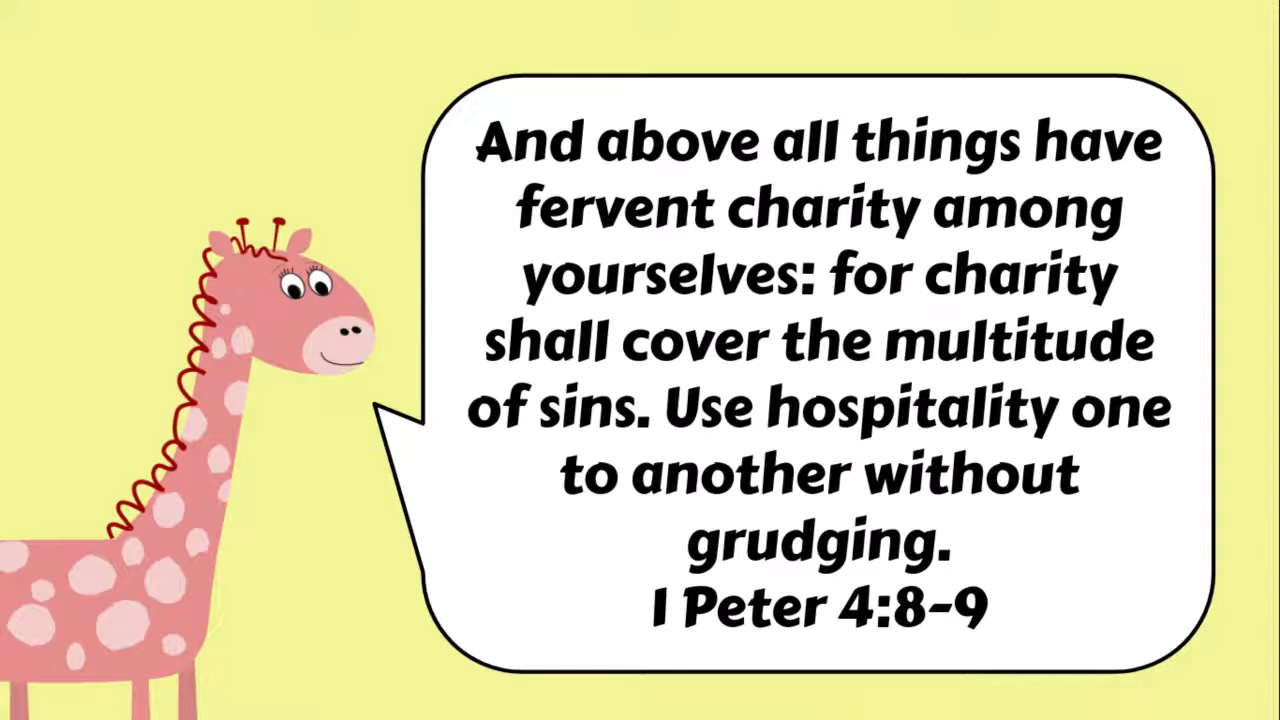 And above all things have
fervent charity among
yourselves: for charity
shall cover the multitude
of sins. Use hospitality one
to another without
grudging.
I Peter 4:8-9